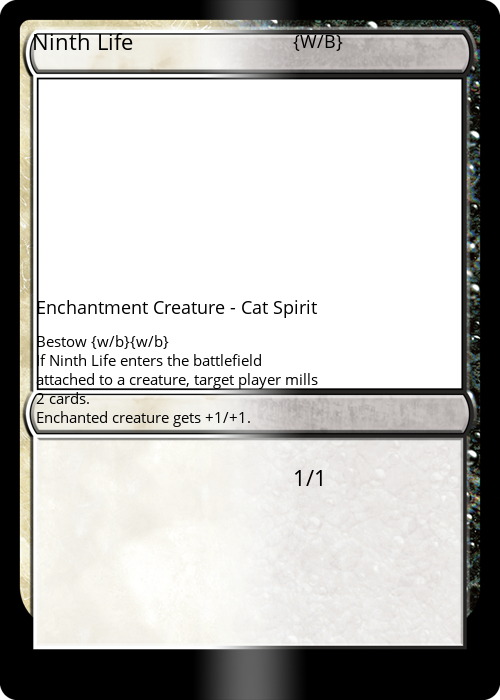 Ninth Life {W/B}
Enchantment Creature - Cat Spirit
Bestow {w/b}{w/b}
If Ninth Life enters the battlefield
attached to a creature, target player mills
2 cards.
Enchanted creature gets +1/+1.
1/1